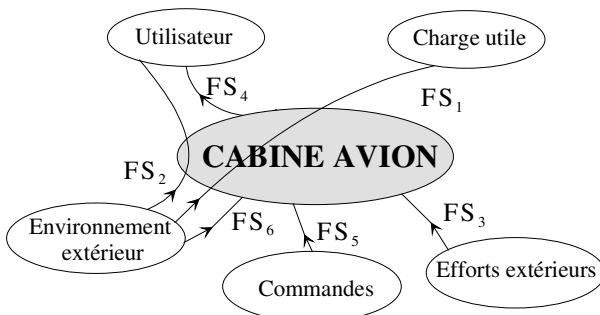 Utilisateur
Charge utile
FS4
FS1
CABINE AVION
FS2
FS3
Environnement
extérieur
FS6
FS5
Efforts extérieurs
Commandes